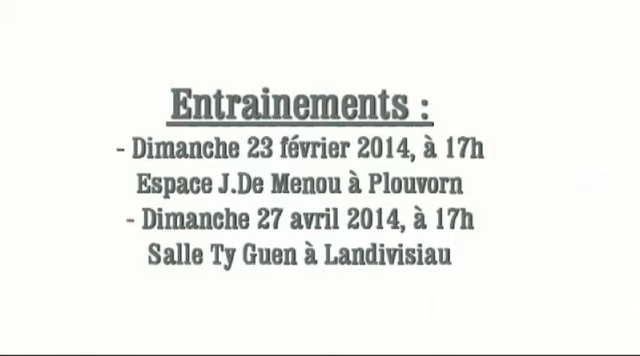 Entrainements :
- Dimanche 23 février 2014, à 17h
Espace J.De Menou à Plouvorn
- Dimanche 27 avril 2014, à 17h
Salle Ty Guen à Landivisiau